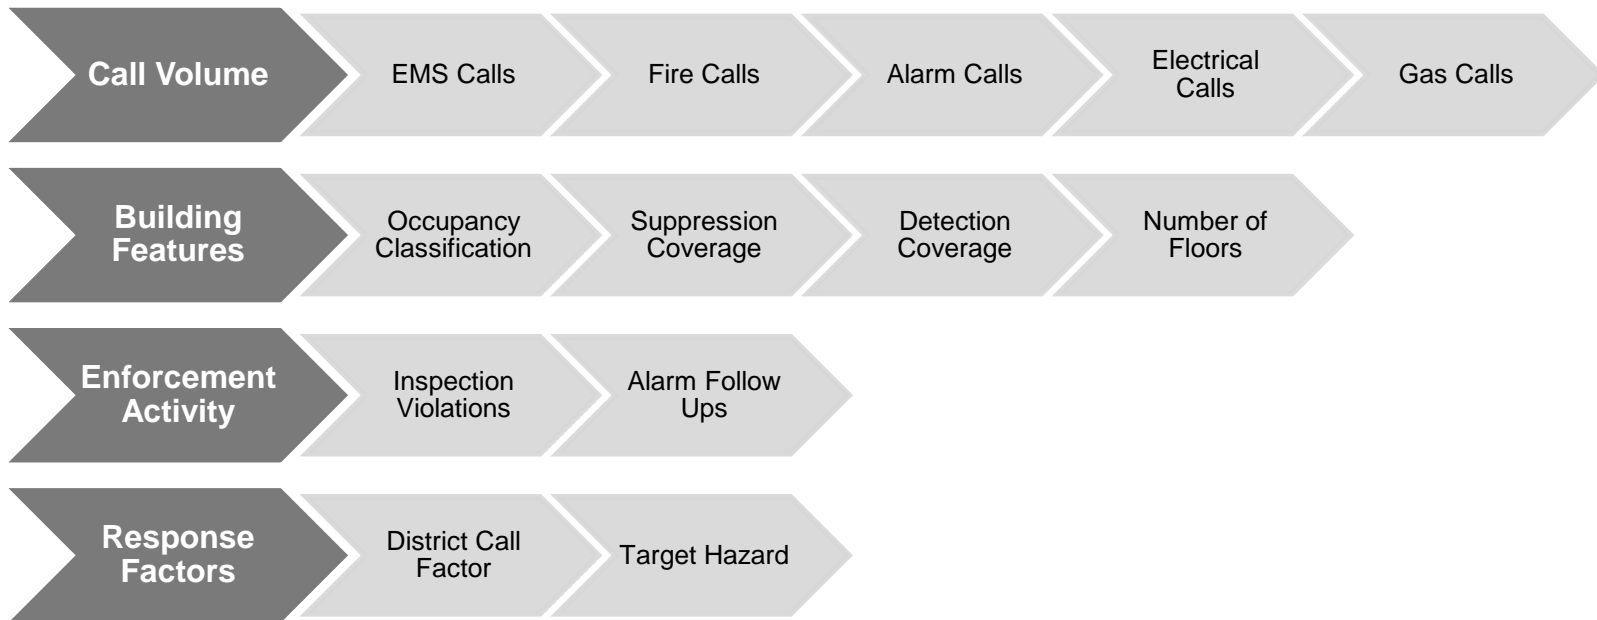 Call Volume
EMS Calls
Fire Calls
Alarm Calls
Electrical
Calls
Gas Calls
Building
Features
Occupancy
Classification
Suppression
Coverage
Detection
Coverage
Number of
Floors
Enforcement
Activity
Inspection
Violations
Alarm Follow
Ups
Response
Factors
District Call
Factor
Target Hazard